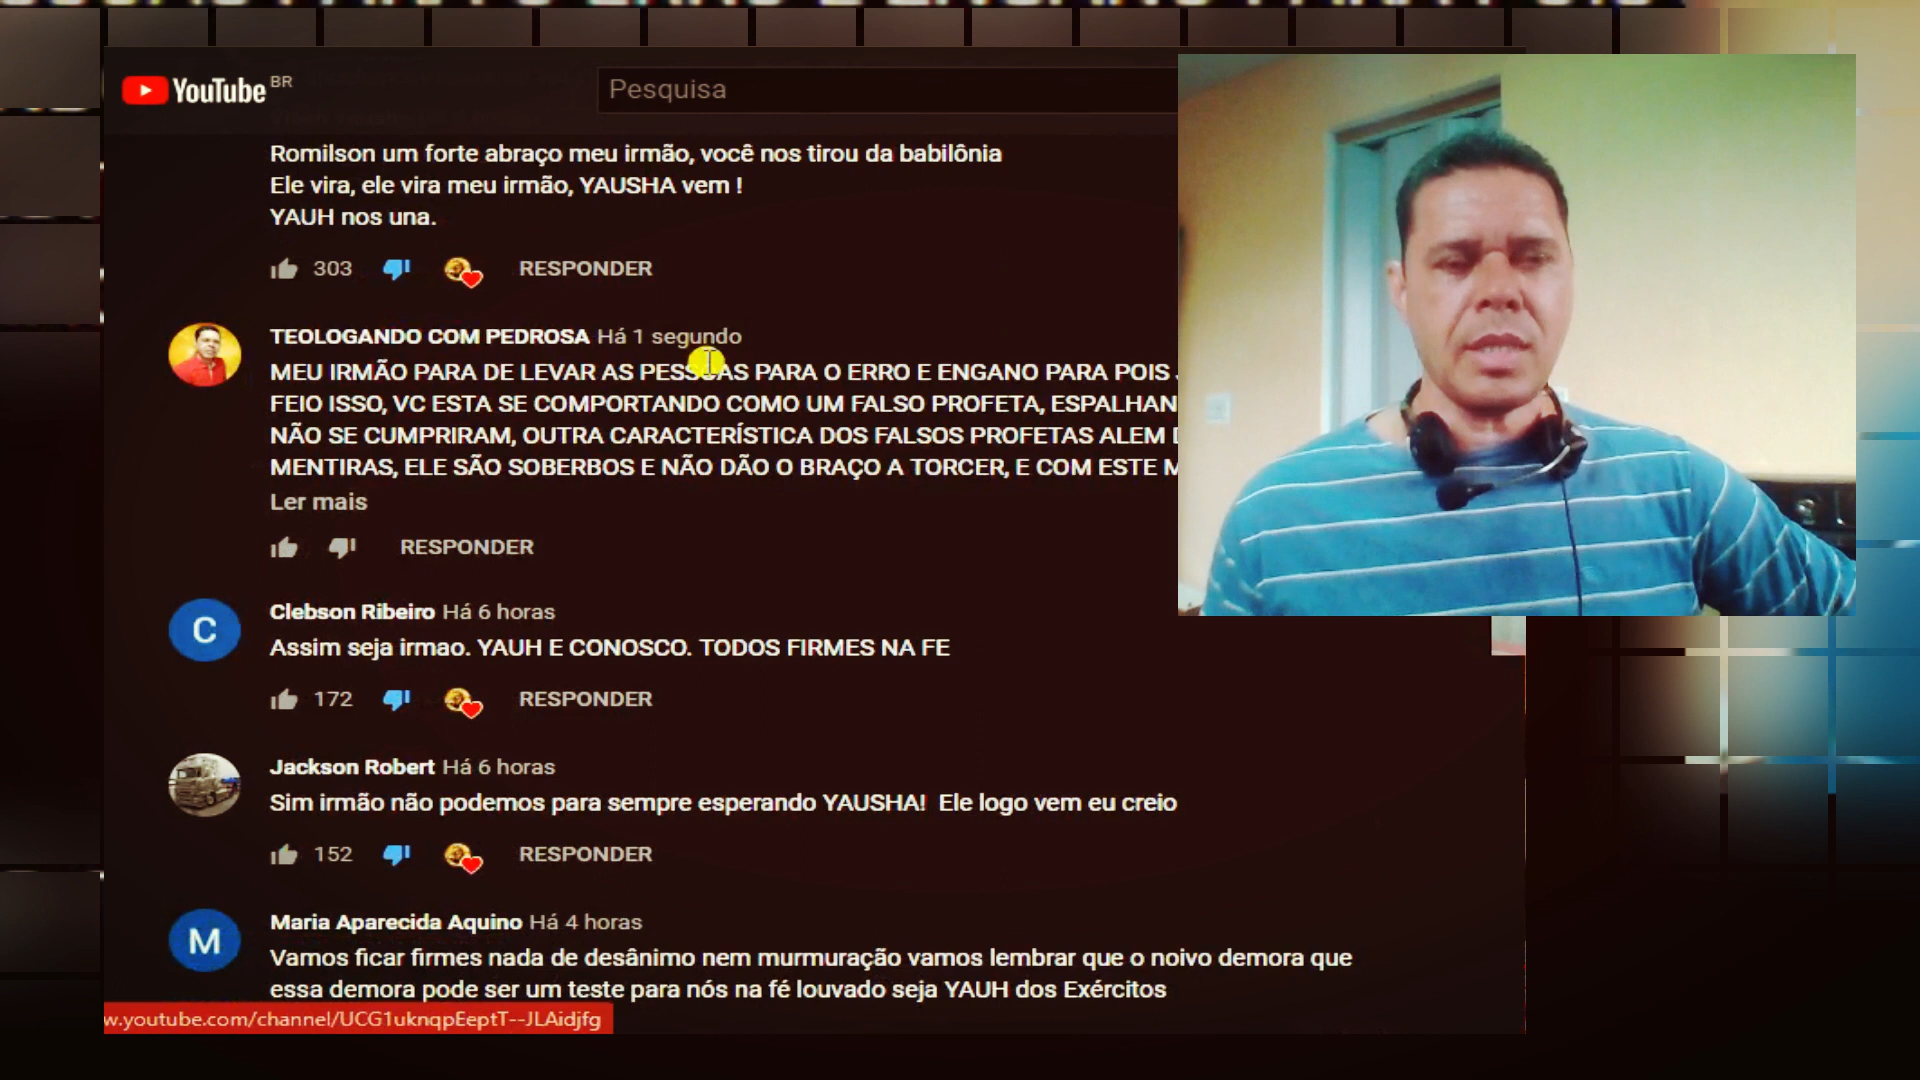 YouTube BR
Pesquisa
Romilson um forte abraço meu irmão, você nos tirou da babilônia
Ele vira, ele vira meu irmão, YAUSHA vem !
YAUH nos una.
303 RESPONDER
TEOLOGANDO COM PEDROSA Há 1 segundo
MEU IRMÃO PARA DE LEVAR AS PESSOAS PARA O ERRO E ENGANO PARA POIS
FEIO ISSO, VC ESTA SE COMPORTANDO COMO UM FALSO PROFETA,
NÃO SE CUMPRIRAM, OUTRA CARACTERÍSTICA DOS FALSOS PROFETAS ALEM
MENTIRAS, ELE SÃO SOBERBOS E NÃO DÃO O BRAÇO A TORCER, E COM ESTE
Ler mais
RESPONDER
C
Clebson Ribeiro Há 6 horas
Assim seja irmao. YAUH E CONOSCO. TODOS FIRMES NA FE
172 RESPONDER
Jackson Robert Há 6 horas
Sim irmão não podemos para sempre esperando YAUSHA! Ele logo vem eu creio
152 RESPONDER
M
Maria Aparecida Aquino Há 4 horas
Vamos ficar firmes nada de desânimo nem murmuração vamos lembrar que o noivo demora que
essa demora pode ser um teste para nós na fé louvado seja YAUH dos Exércitos
w.youtube.com/channel/UCG1uknqpEeptT--JLAidjfg